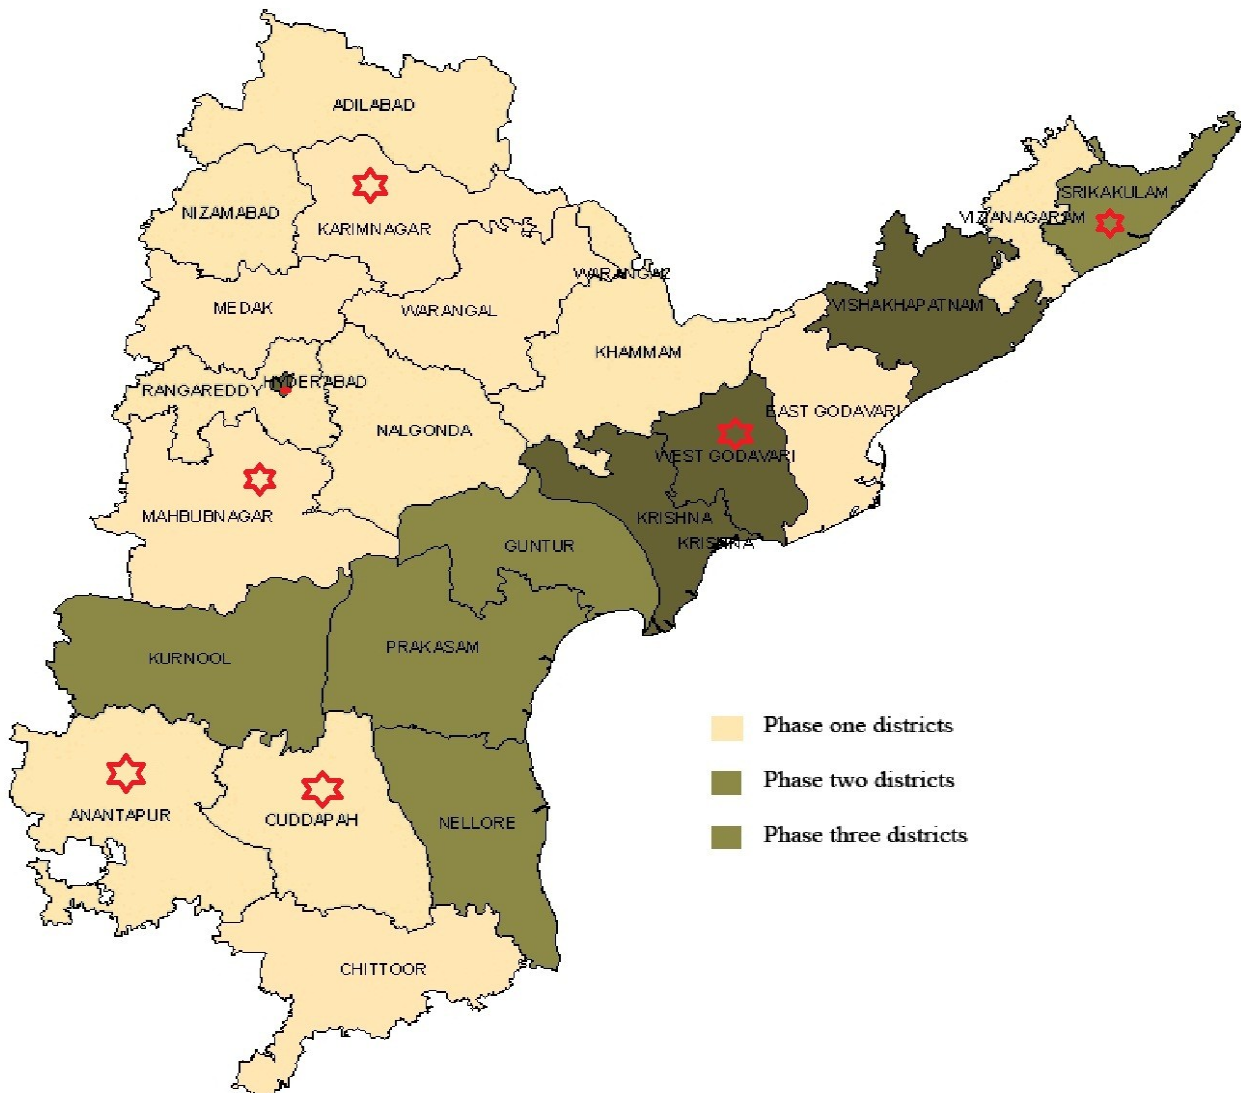 ADILABAD
SRIKAKULAM
NIZAMABAD
VIZIANAGARAM
KARIMNAGAR
WARANGAL
VISHAKHAPATNAM
MEDAK
WARANGAL
KHAMMAM
HYDERABAD
RANGAREDDY
EAST GODAVARI
NALGONDA
WEST GODAVARI
MAHBUBNAGAR
KRISHNA
KRISHNA
GUNTUR
PRAKASAM
KURNOOL
Phase one districts
Phase two districts
ANANTAPUR
CUDDAPAH
NELLORE
Phase three districts
CHITTOOR